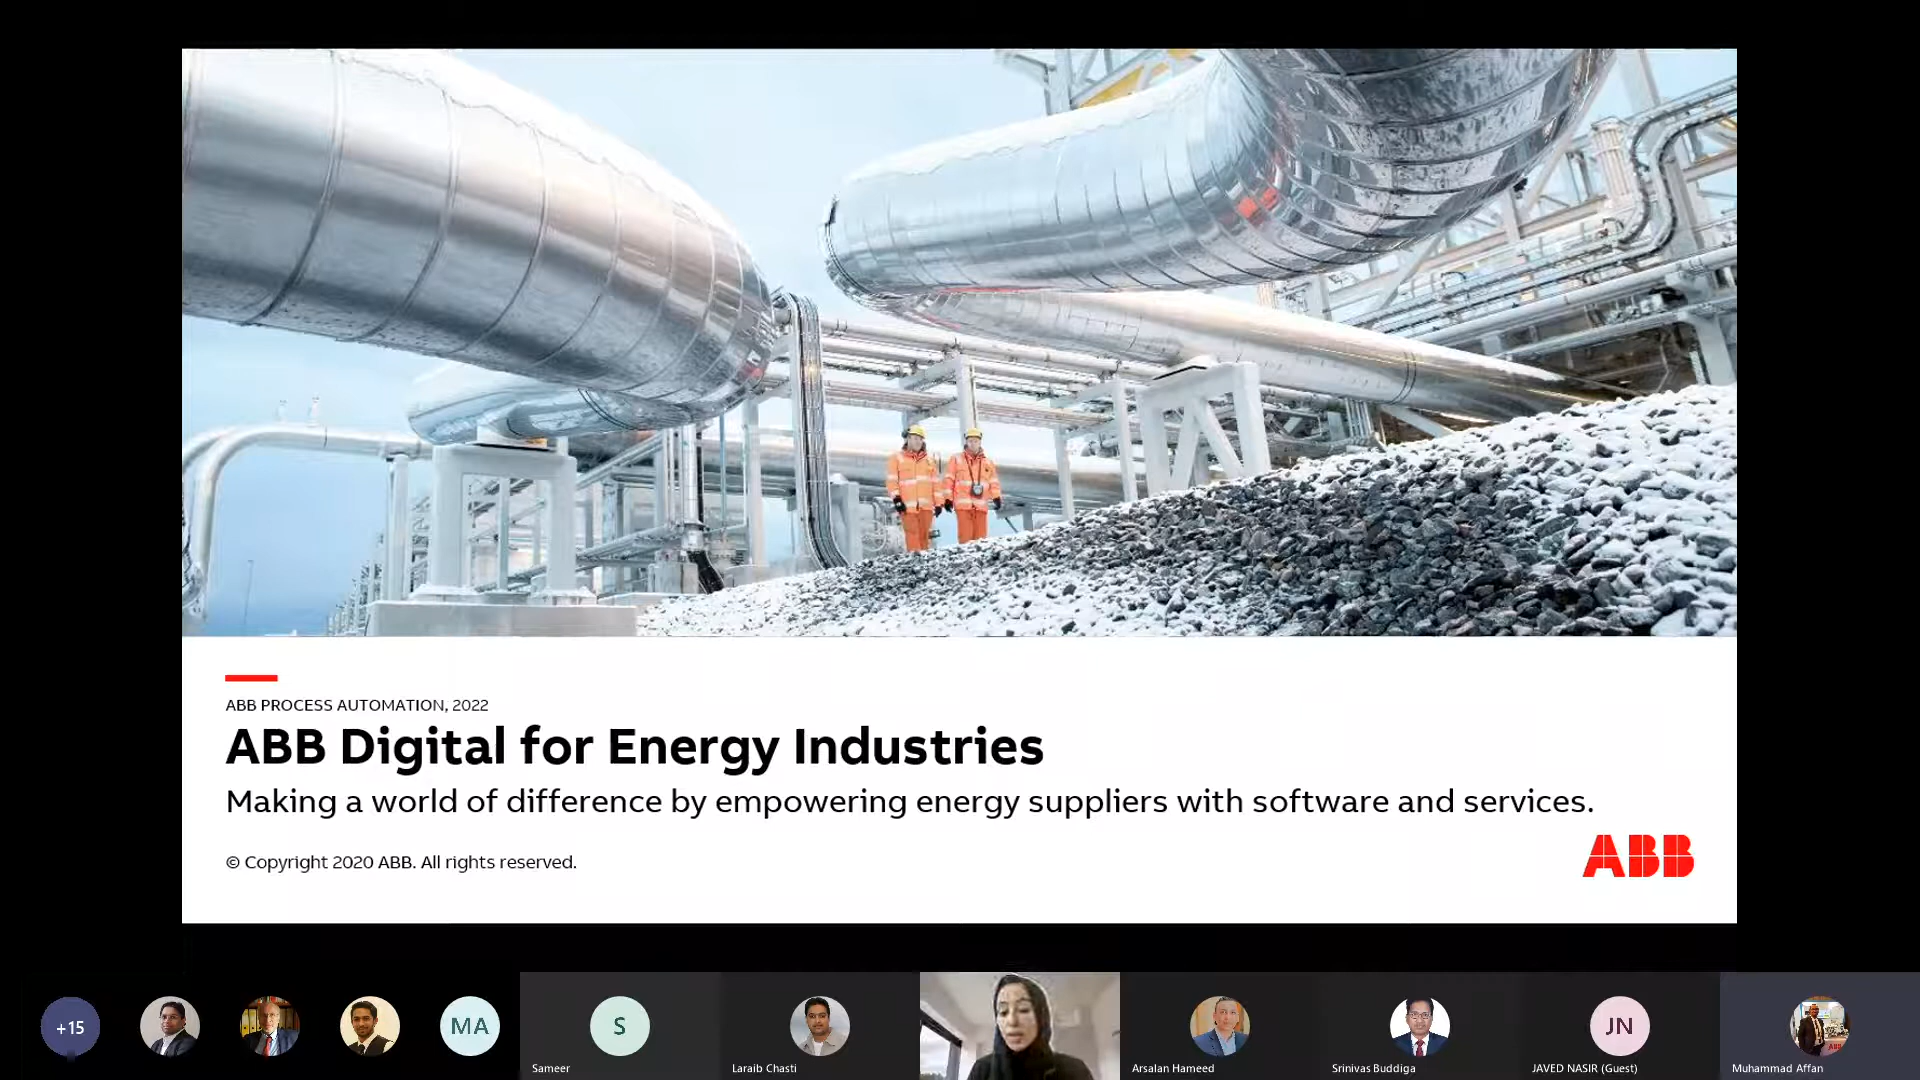 ABB PROCESS AUTOMATION, 2022
ABB Digital for Energy Industries
Making a world of difference by empowering energy suppliers with software and services.
© Copyright 2020 ABB. All rights reserved.
ABB
+15
MA
S
Sameer
Laraib Chasti
Arsalan Hameed
Srinivas Buddiga
JN
JAVED NASIR (Guest)
Muhammad Affan